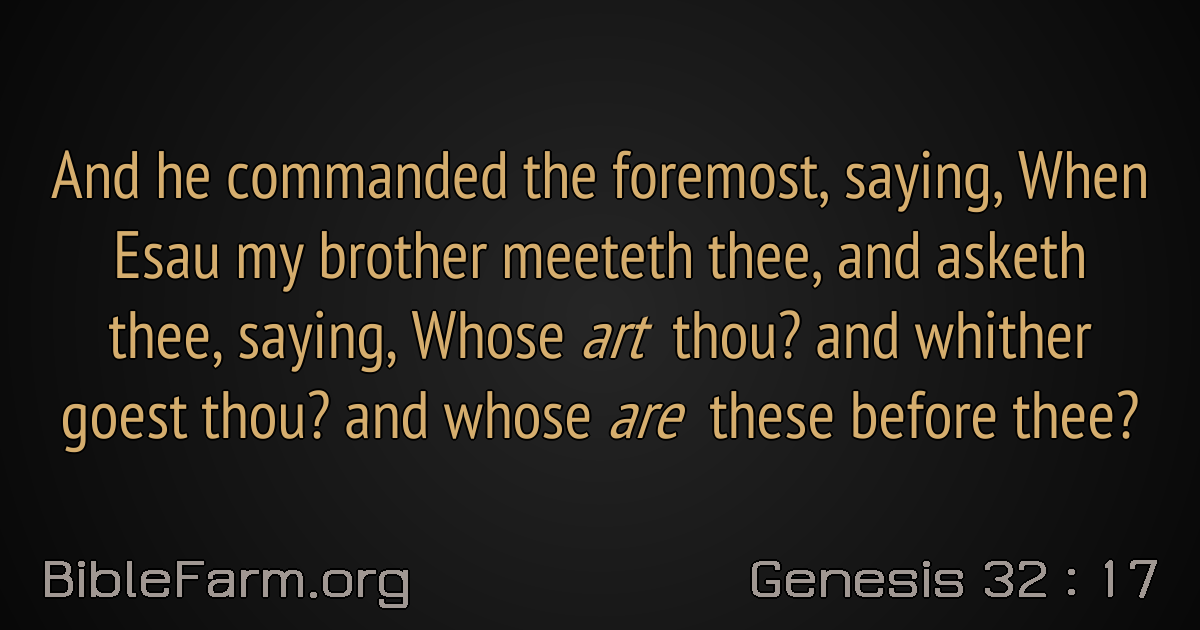 And he commanded the foremost, saying, When
Esau my brother meeteth thee, and asketh
thee, saying, Whose art thou? and whither
goest thou? and whose are these before thee?
BibleFarm.org
Genesis 32 : 17